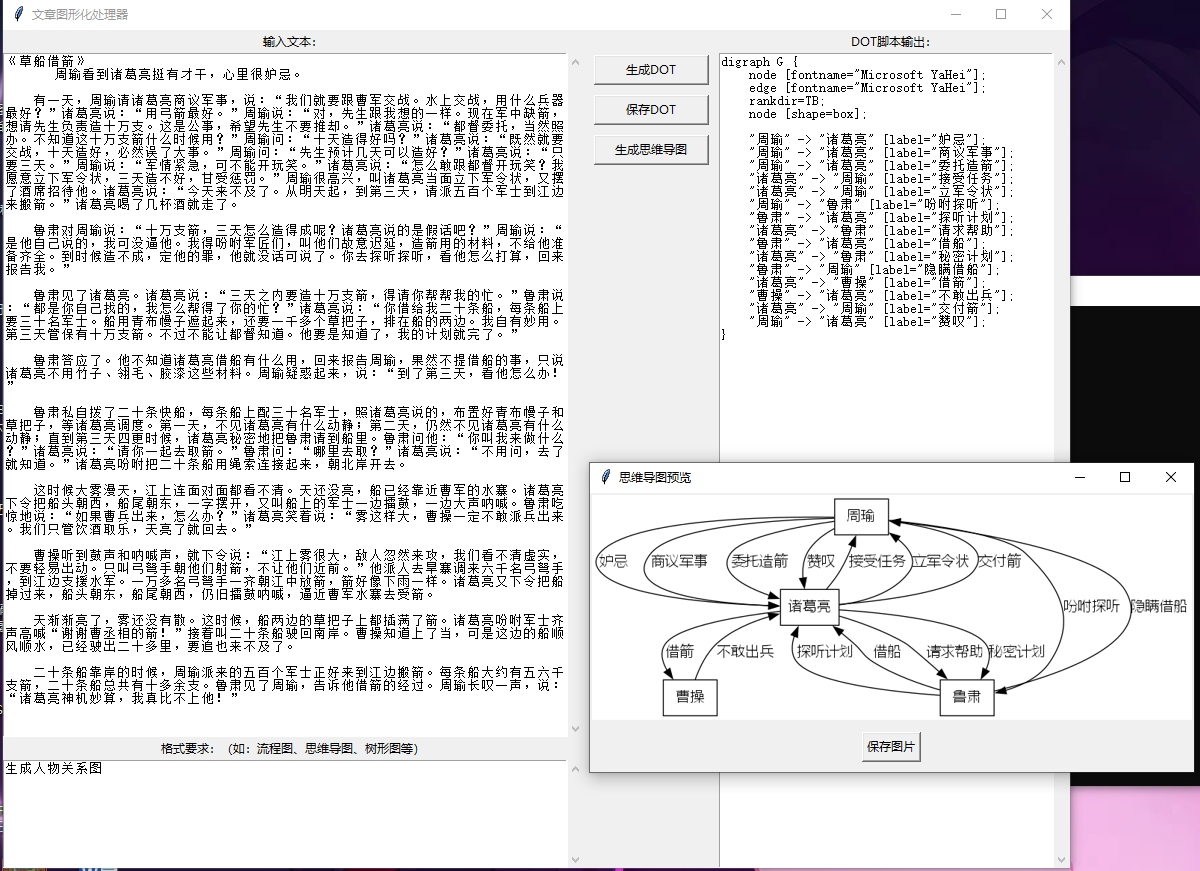 文章图形化处理器
输入文本：
《草船借箭》
周瑜看到诸葛亮挺有才干，心里很妒忌。
有一天，周瑜请诸葛亮商议军事，说：“我们就要跟曹军交战。水上交战，用什么兵器
最好？”诸葛亮说：“用弓箭最好。”周瑜说：“对，先生跟我想的一样。现在军中缺箭，
想请先生负责造十万支。这是公事，希望先生不要推却。”诸葛亮说：“都督委托，当然照
办。不知道这十万支箭什么时候用？”周瑜问：“十天造得好吗？”诸葛亮说：“既然就要
交战，十天造好，必然误了大事。”周瑜问：“先生预计几天可以造好？”诸葛亮说：“只
要三天。”周瑜说：“军情紧急，可不能开玩笑。”诸葛亮说：“怎么敢跟都督开玩笑？我
愿意立下军令状，三天造不好，甘受惩罚。”周瑜很高兴，叫诸葛亮当面立下军令状，又摆
了酒席招待他。诸葛亮说：“今天来不及了。从明天起，到第三天，请派五百个军士到江边
来搬箭。”诸葛亮喝了几杯酒就走了。
鲁肃对周瑜说：“十万支箭，三天怎么造得成呢？诸葛亮说的是假话吧？”周瑜说：“
是他自己说的，我可没逼他。我得吩咐军匠们，叫他们故意迟延，造箭用的材料，不给他准
备齐全。到时候造不成，定他的罪，他就没话可说了。你去探听探听，看他怎么打算，回来
报告我。”
鲁肃见了诸葛亮。诸葛亮说：“三天之内要造十万支箭，得请你帮帮我的忙。”鲁肃说
：“都是你自己找的，我怎么帮得了你的忙？”诸葛亮说：“你借给我二十条船，每条船上
要三十名军士。船用青布幔子遮起来，还要一千多个草把子，排在船的两边。我自有妙用。
第三天管保有十万支箭。不过不能让都督知道。他要是知道了，我的计划就完了。”
鲁肃答应了。他不知道诸葛亮借船有什么用，回来报告周瑜，果然不提借船的事，只说
诸葛亮不用竹子、翎毛、胶漆这些材料。周瑜疑惑起来，说：“到了第三天，看他怎么办！
”
鲁肃私自拨了二十条快船，每条船上配三十名军士，照诸葛亮说的，布置好青布幔子和
草把子，等诸葛亮调度。第一天，不见诸葛亮有什么动静；第二天，仍然不见诸葛亮有什么
动静；直到第三天四更时候，诸葛亮秘密地把鲁肃请到船里。鲁肃问他：“你叫我来做什么
？”诸葛亮说：“请你一起去取箭。”鲁肃问：“哪里去取？”诸葛亮说：“不用问，去了
就知道。”诸葛亮吩咐把二十条船用绳索连接起来，朝北岸开去。
这时候大雾漫天，江上连面对面都看不清。天还没亮，船已经靠近曹军的水寨。诸葛亮
下令把船头朝西，船尾朝东，一字摆开，又叫船上的军士一边擂鼓，一边大声呐喊。鲁肃吃
惊地说：“如果曹兵出来，怎么办？”诸葛亮笑着说：“雾这样大，曹操一定不敢派兵出来
。我们只管饮酒取乐，天亮了就回去。”
曹操听到鼓声和呐喊声，就下令说：“江上雾很大，敌人忽然来攻，我们看不清虚实，
不要轻易出动。只叫弓弩手朝他们射箭，不让他们近前。”他派人去旱寨调来六千名弓弩手
，到江边支援水军。一万多名弓弩手一齐朝江中放箭，箭好像下雨一样。诸葛亮又下令把船
掉过来，船头朝东，船尾朝西，仍旧擂鼓呐喊，逼近曹军水寨去受箭。
天渐渐亮了，雾还没有散。这时候，船两边的草把子上都插满了箭。诸葛亮吩咐军士齐
声高喊“谢谢曹丞相的箭！”接着叫二十条船驶回南岸。曹操知道上了当，可是这边的船顺
风顺水，已经驶出二十多里，要追也来不及了。
二十条船靠岸的时候，周瑜派来的五百个军士正好来到江边搬箭。每条船大约有五六千
支箭，二十条船总共有十多余支。鲁肃见了周瑜，告诉他借箭的经过。周瑜长叹一声，说：
“诸葛亮神机妙算，我真比不上他！”
格式要求：（如：流程图、思维导图、树形图等）
生成人物关系图
生成DOT
保存DOT
生成思维导图
DOT脚本输出：
digraph G {
node [fontname="Microsoft YaHei"];
edge [fontname="Microsoft YaHei"];
rankdir=TB;
node [shape=box];
"周瑜" -> "诸葛亮" [label="妒忌"];
"周瑜" -> "诸葛亮" [label="商议军事"];
"周瑜" -> "诸葛亮" [label="委托造箭"];
"诸葛亮" -> "周瑜" [label="接受任务"];
"诸葛亮" -> "周瑜" [label="立军令状"];
"周瑜" -> "鲁肃" [label="吩咐探听"];
"鲁肃" -> "诸葛亮" [label="探听计划"];
"诸葛亮" -> "鲁肃" [label="请求帮助"];
"鲁肃" -> "诸葛亮" [label="借船"];
"诸葛亮" -> "鲁肃" [label="秘密计划"];
"鲁肃" -> "周瑜" [label="隐瞒借船"];
"诸葛亮" -> "曹操" [label="借箭"];
"曹操" -> "诸葛亮" [label="不敢出兵"];
"诸葛亮" -> "周瑜" [label="交付箭"];
"周瑜" -> "诸葛亮" [label="赞叹"];
}
思维导图预览
周瑜
妒忌
商议军事
委托造箭
赞叹
接受任务
立军令状
交付箭
诸葛亮
吩咐探听
隐瞒借船
借箭
不敢出兵
探听计划
借船
请求帮助
秘密计划
曹操
鲁肃
保存图片